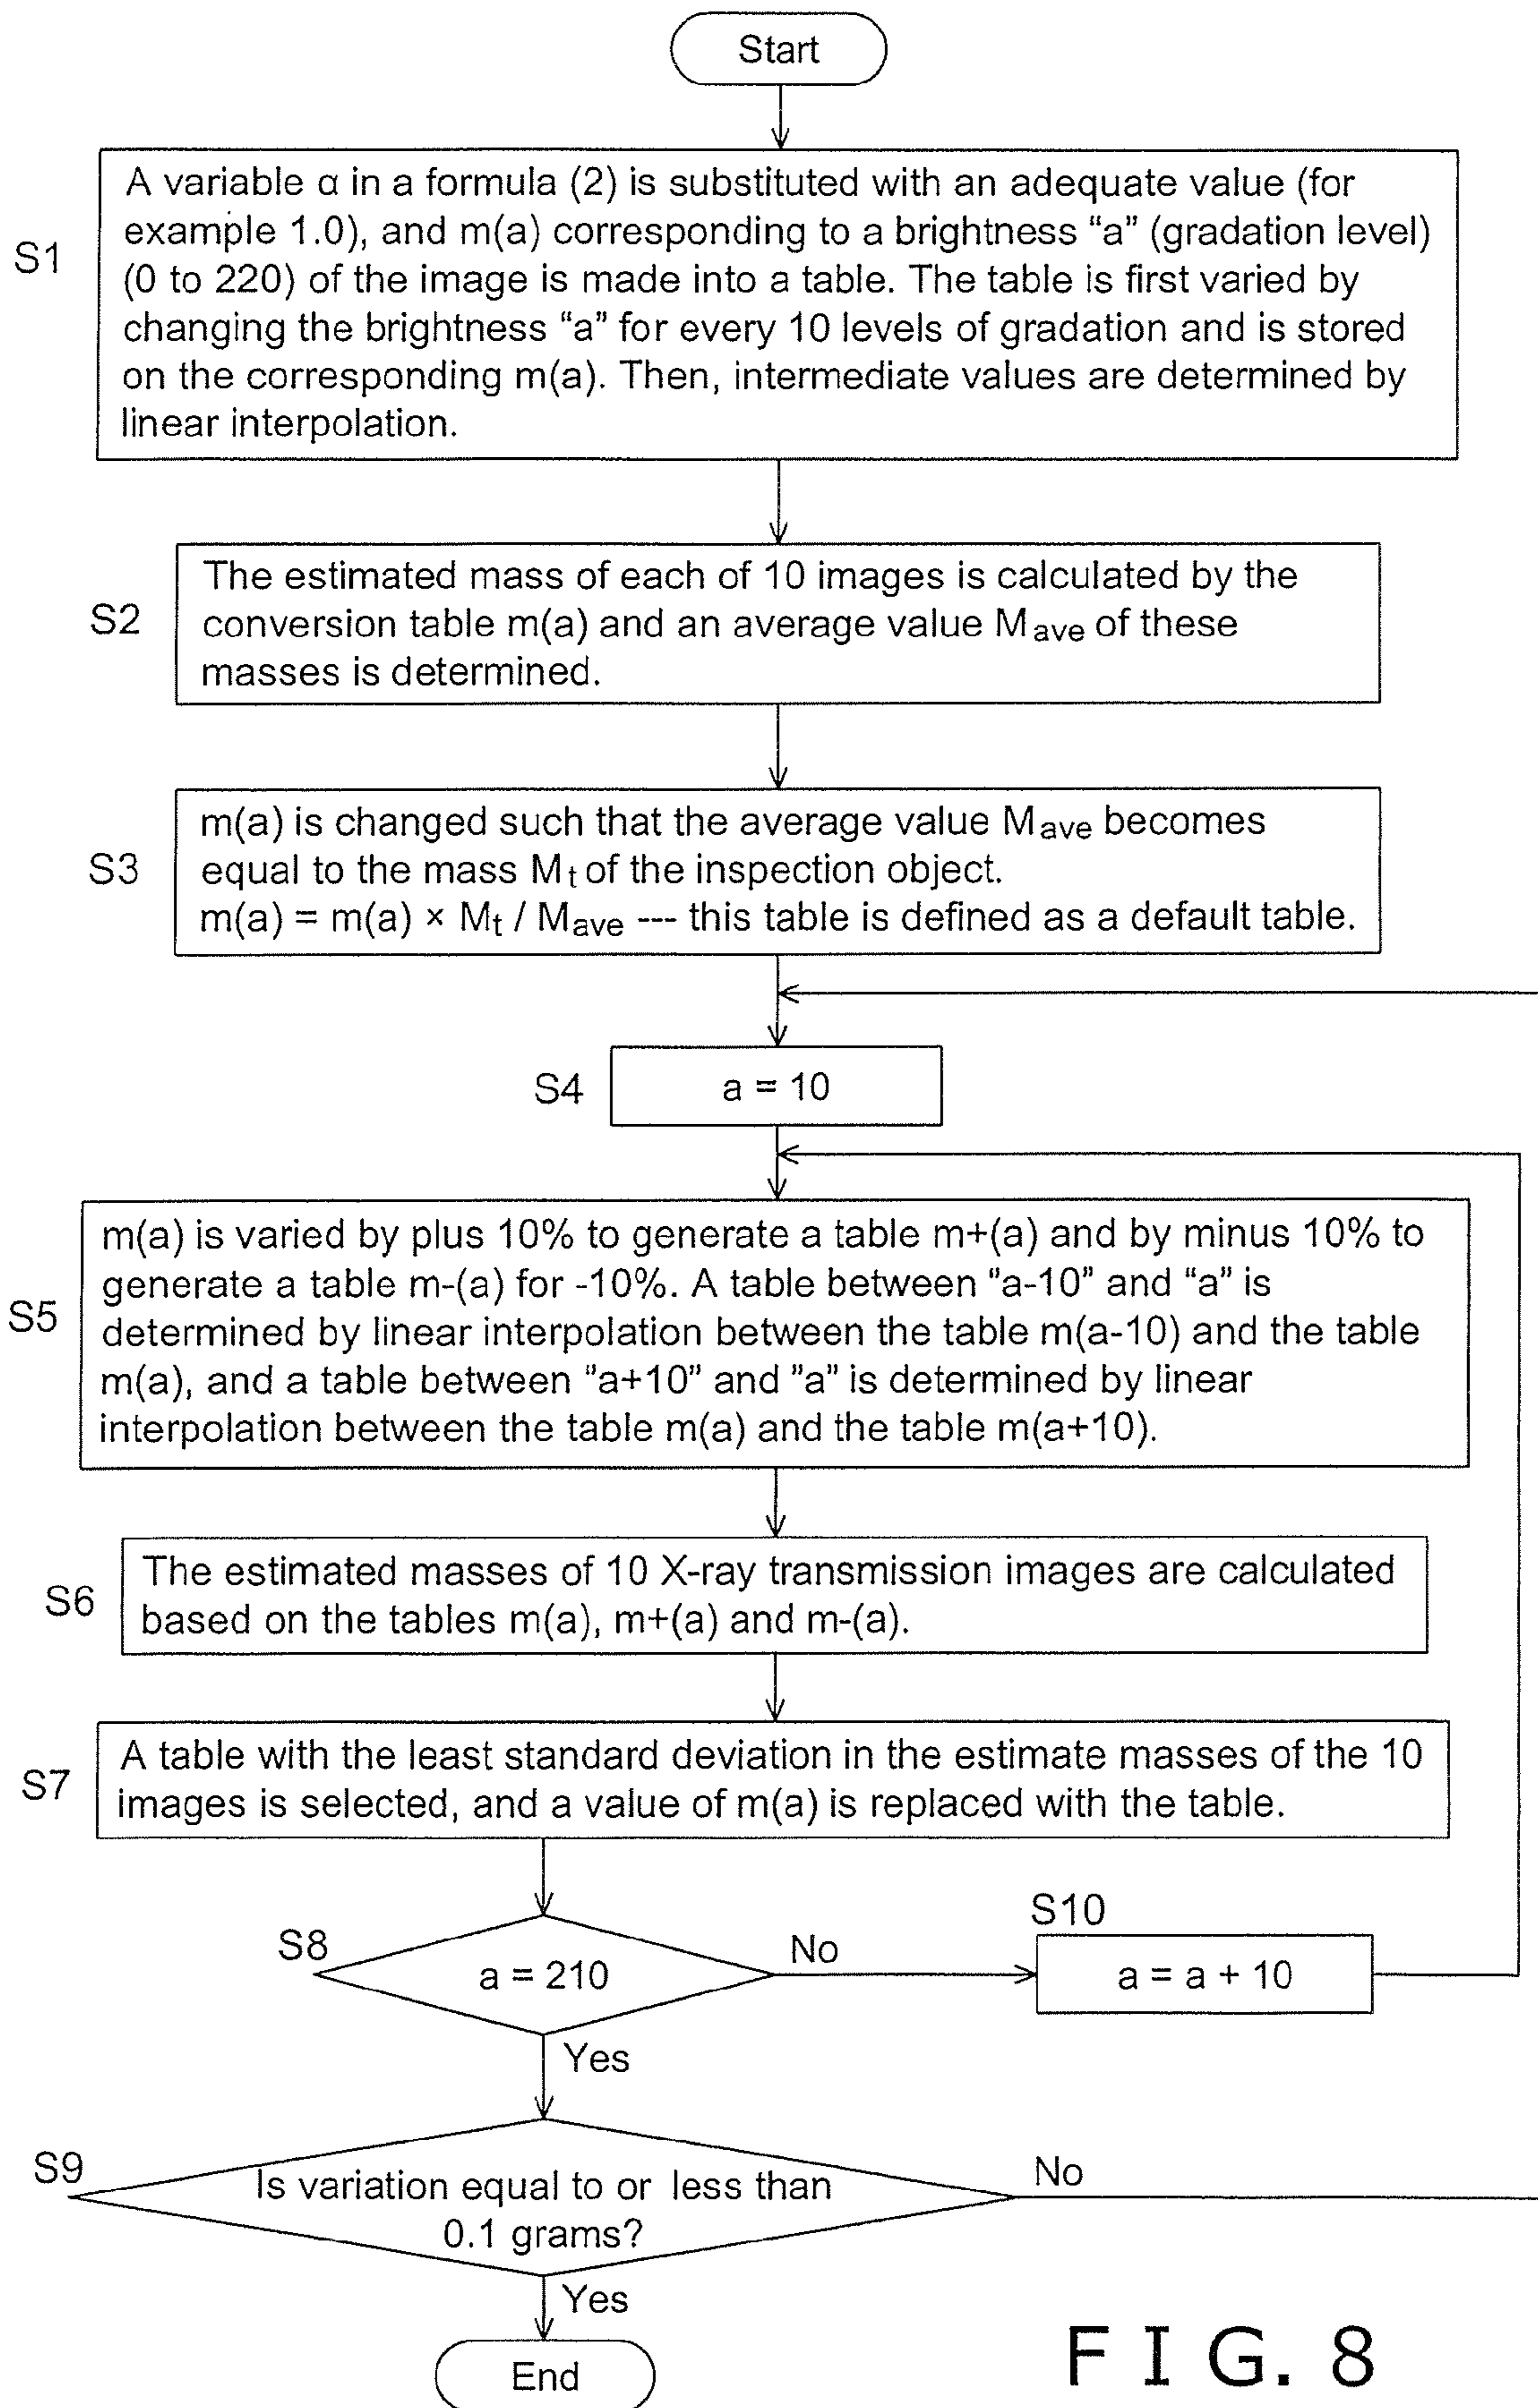 Start
S1
A variable α in a formula (2) is substituted with an adequate value (for
example 1.0), and m(a) corresponding to a brightness “a” (gradation level)
(0 to 220) of the image is made into a table. The table is first varied by
changing the brightness “a” for every 10 levels of gradation and is stored
on the corresponding m(a). Then, intermediate values are determined by
linear interpolation.
S2
The estimated mass of each of 10 images is calculated by the
conversion table m(a) and an average value Mave of these
masses is determined.
S3
m(a) is changed such that the average value Mave becomes
equal to the mass Mt of the inspection object.
m(a) = m(a) × Mt / Mave --- this table is defined as a default table.
S4
a = 10
S5
m(a) is varied by plus 10% to generate a table m+(a) and by minus 10% to
generate a table m-(a) for -10%. A table between ”a-10” and “a” is
determined by linear interpolation between the table m(a-10) and the table
m(a), and a table between ”a+10” and ”a” is determined by linear
interpolation between the table m(a) and the table m(a+10).
S6
The estimated masses of 10 X-ray transmission images are calculated
based on the tables m(a), m+(a) and m-(a).
S7
A table with the least standard deviation in the estimate masses of the 10
images is selected, and a value of m(a) is replaced with the table.
S8
a = 210
No
S10
a = a + 10
Yes
S9
Is variation equal to or less than
0.1 grams?
No
Yes
End
FIG. 8